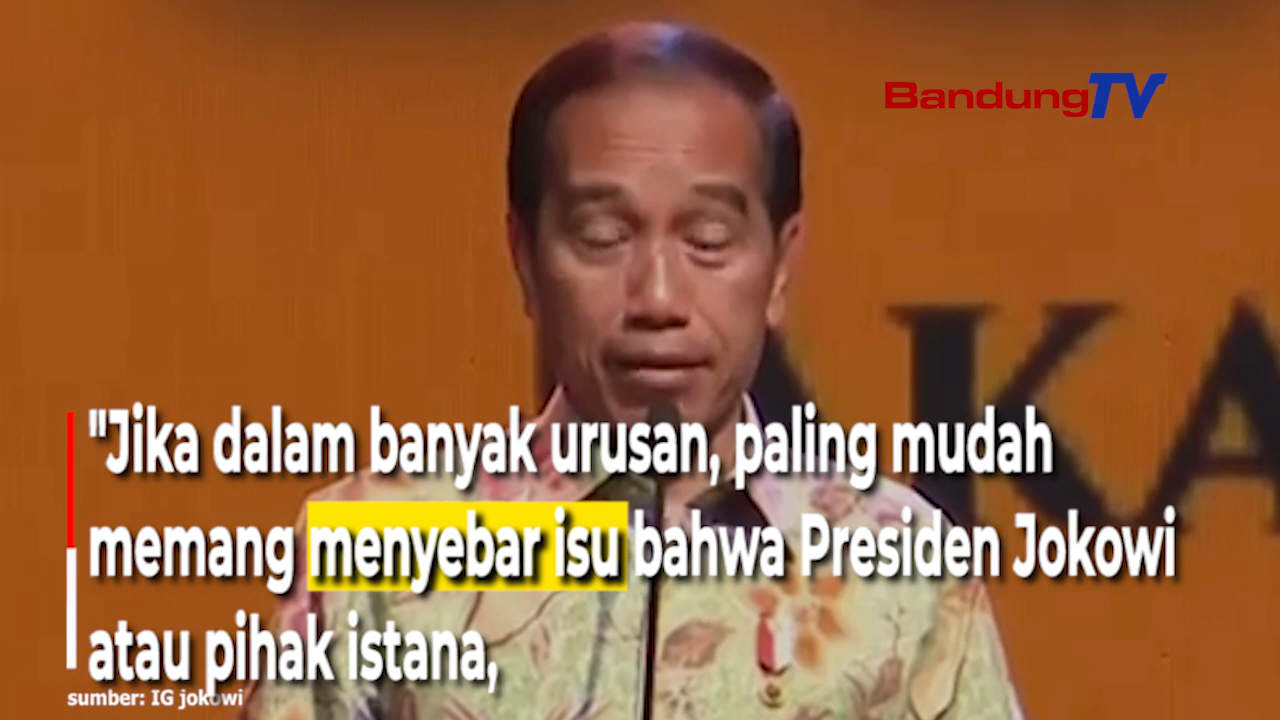 BandungTV
AKA
"Jika dalam banyak urusan, paling mudah
memang menyebar isu bahwa Presiden Jokowi
atau pihak istana,
sumber: IG jokowi